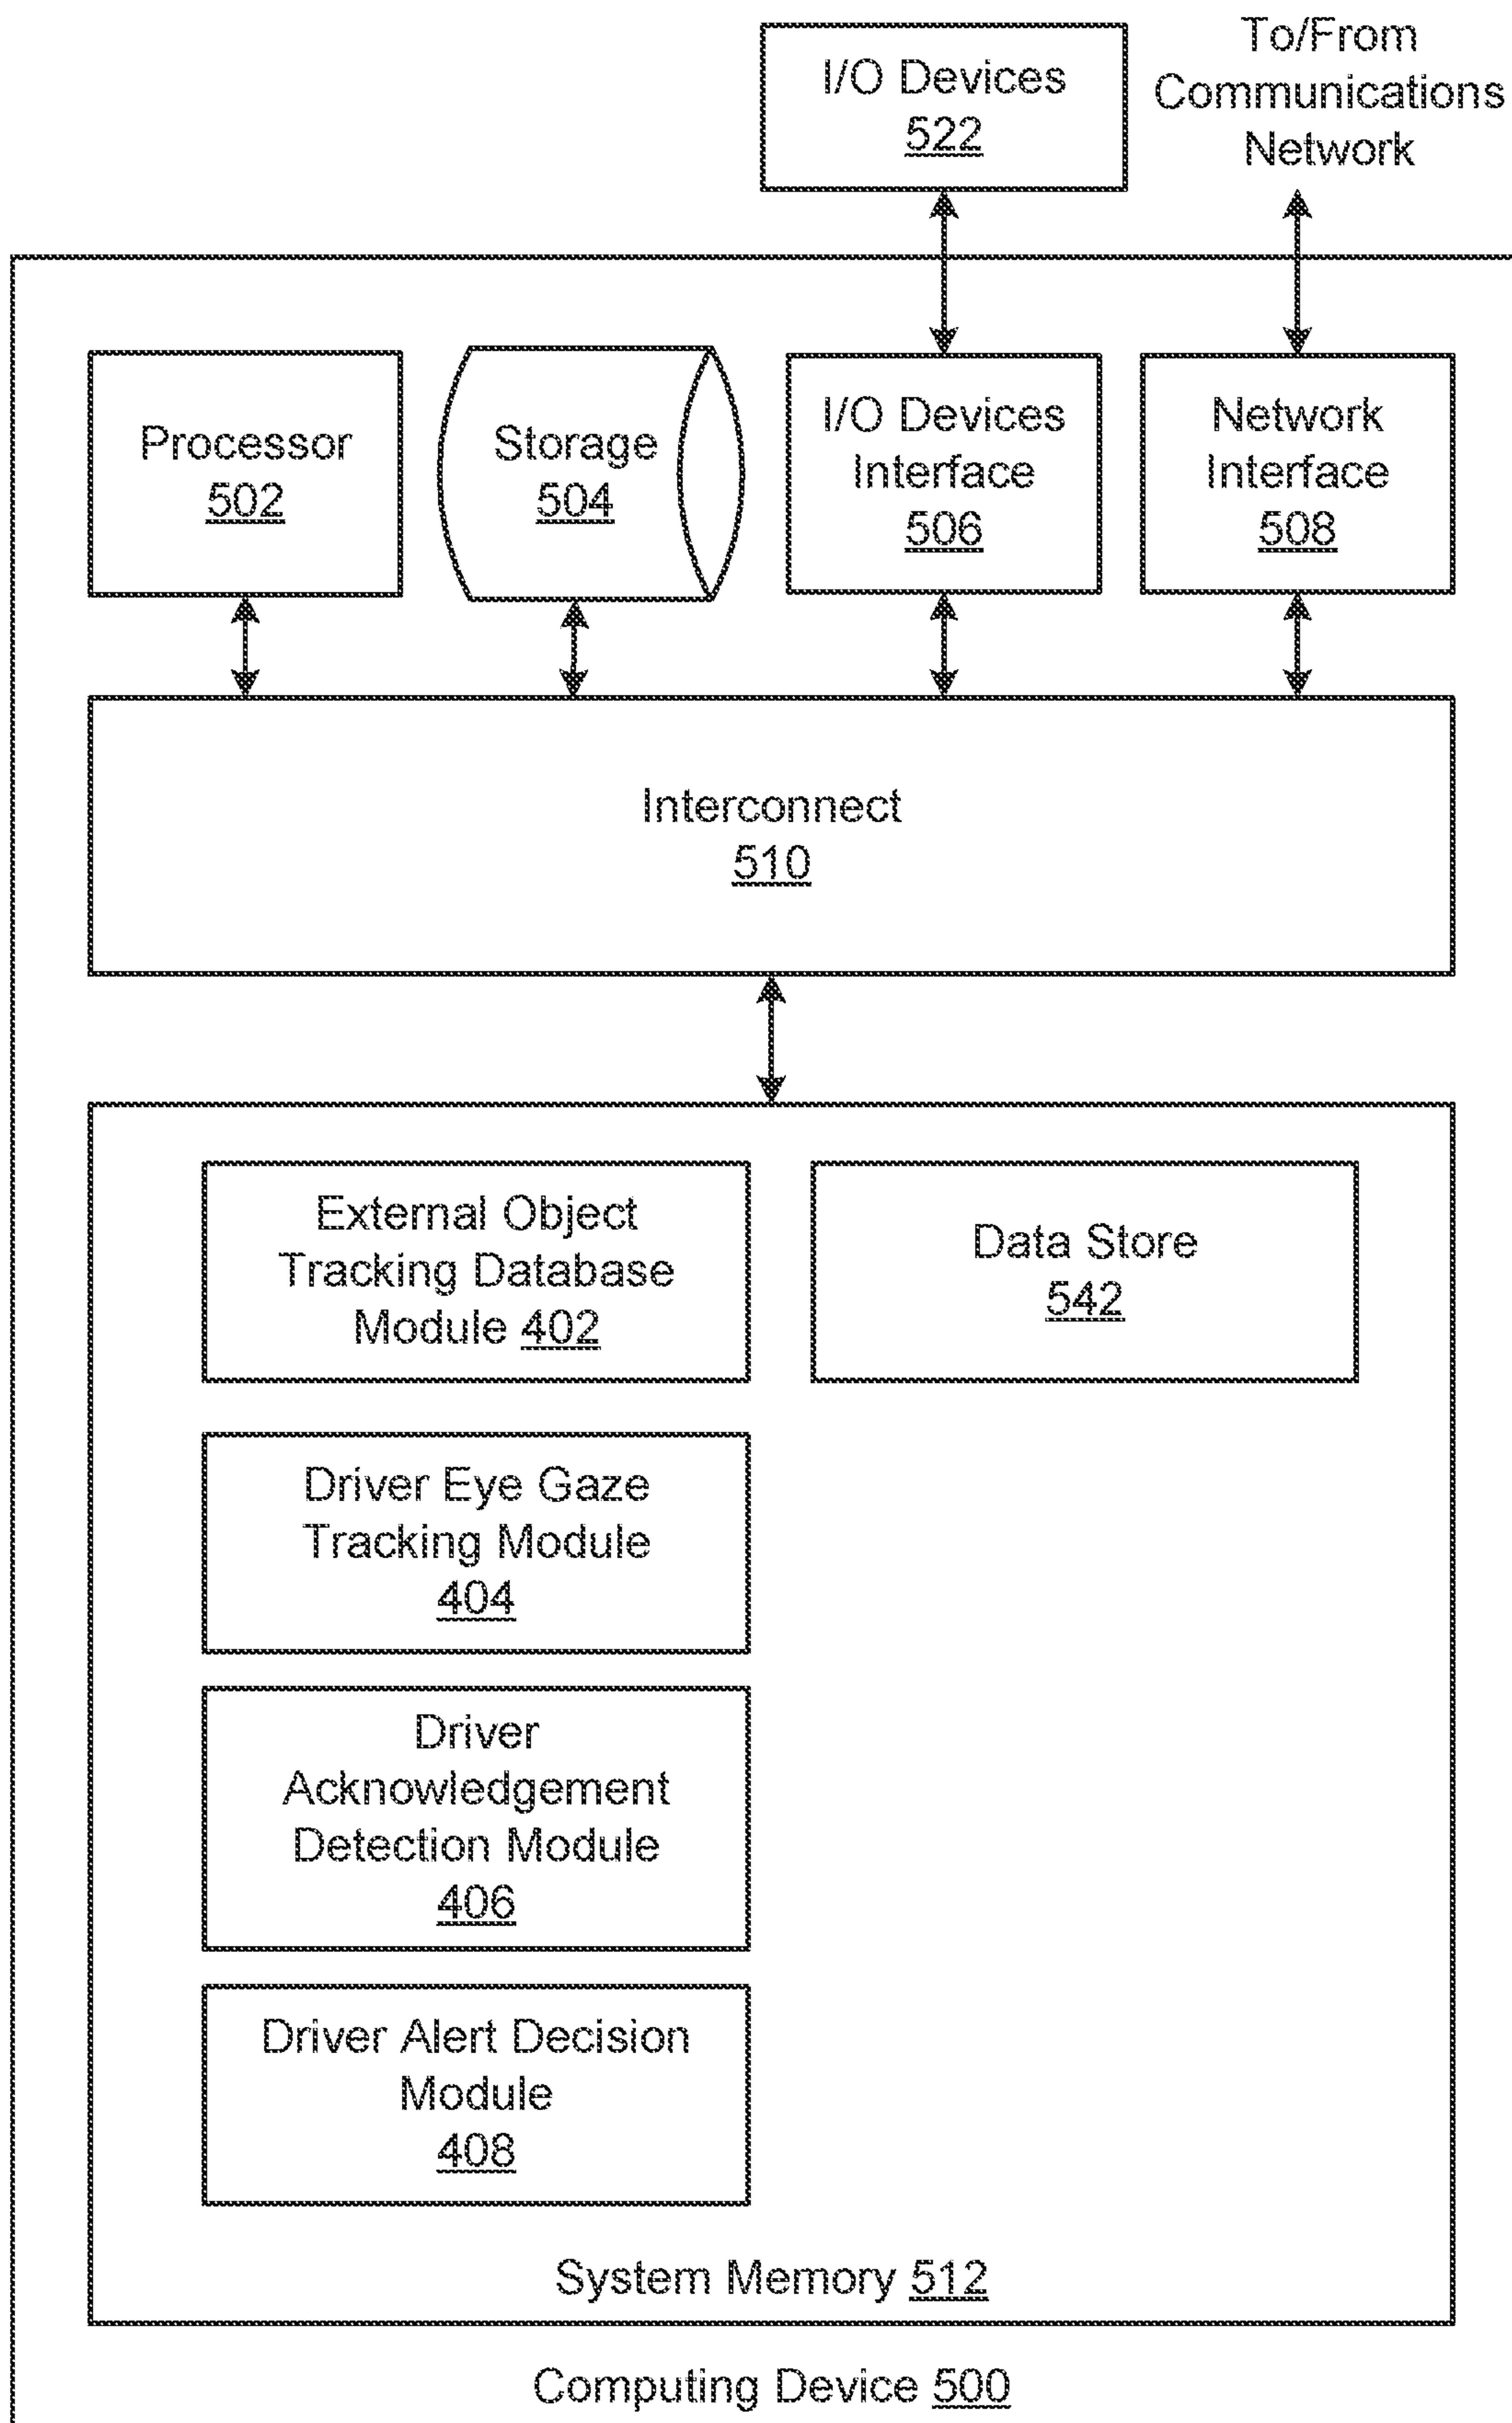 I/O Devices
522
To/From
Communications
Network
Processor
502
Storage
504
I/O Devices
Interface
506
Network
Interface
508
Interconnect
510
External Object
Tracking Database
Module 402
Data Store
542
Driver Eye Gaze
Tracking Module
404
Driver
Acknowledgement
Detection Module
406
Driver Alert Decision
Module
408
System Memory 512
Computing Device 500